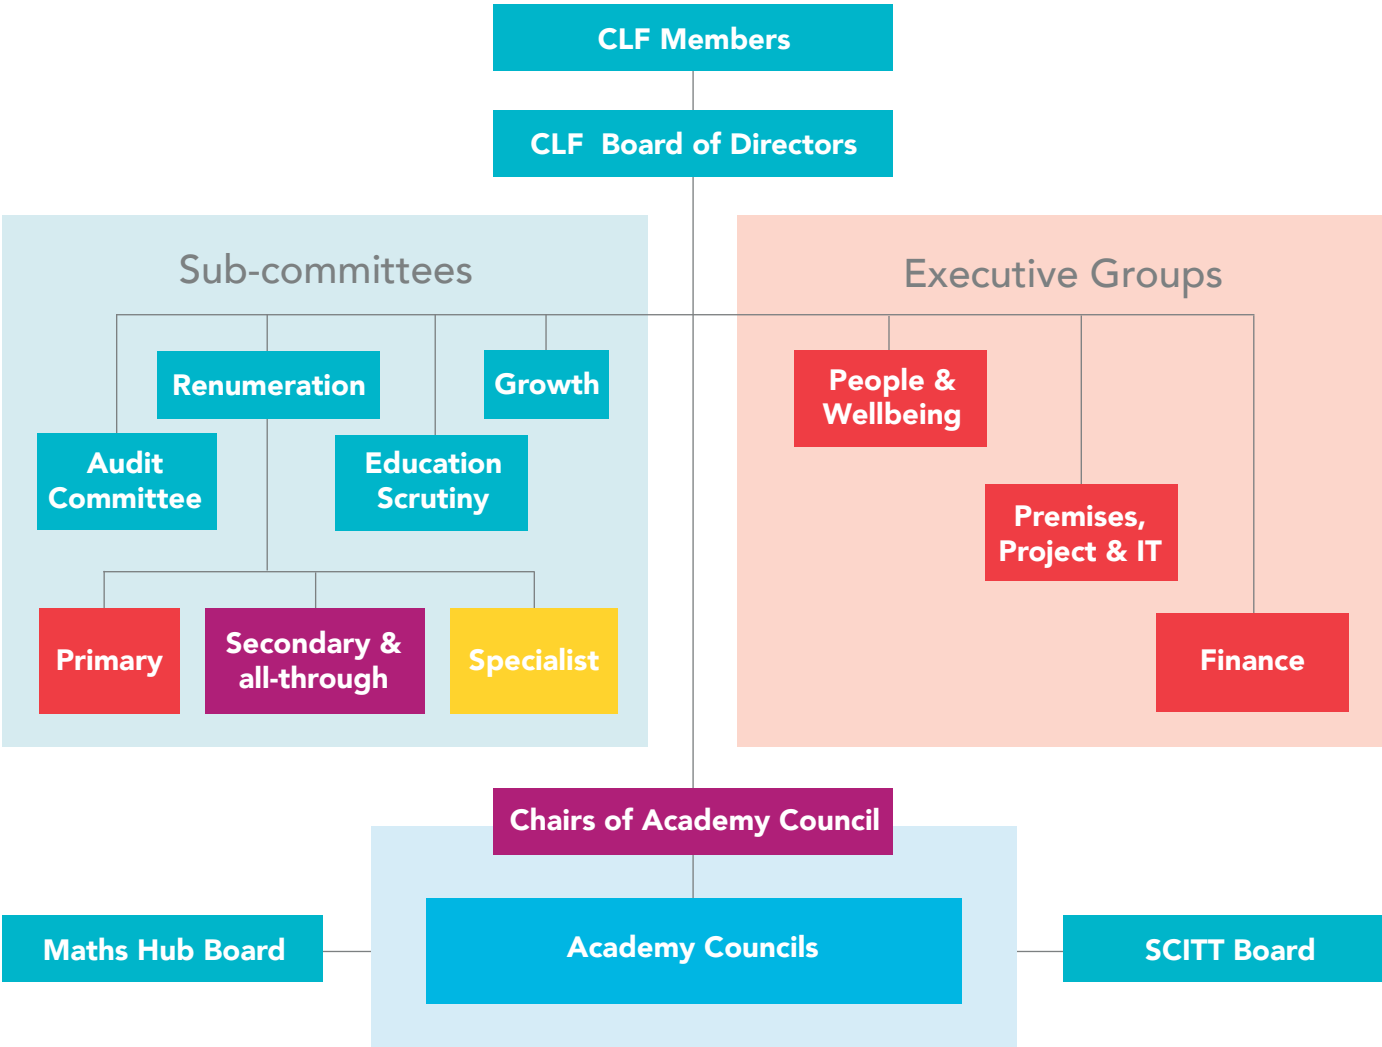 CLF Members
CLF  Board of Directors
Sub-committees
Executive Groups
Renumeration
Growth
People &
Wellbeing
Audit
Committee
Education
Scrutiny
Premises,
Project & IT
Primary
Secondary &
all-through
Specialist
Finance
Chairs of Academy Council
Maths Hub Board
Academy Councils
SCITT Board